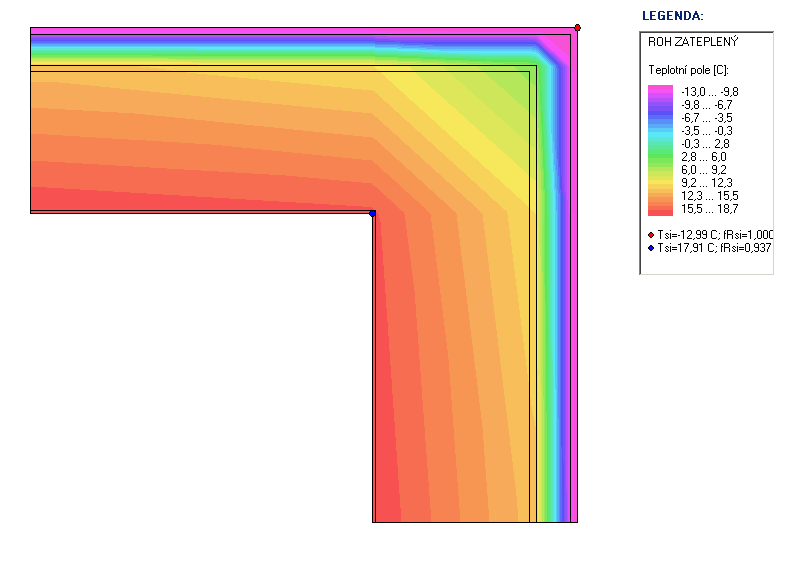 LEGENDA:
ROH ZATEPLENÝ
Teplotní pole [C]:
-13,0 ... -9,8
-9,8 ... -6,7
-6,7 ... -3,5
-3,5 ... -0,3
-0,3 ... 2,8
2,8 ... 6,0
6,0 ... 9,2
9,2 ... 12,3
12,3 ... 15,5
15,5 ... 18,7
Tsi=-12,99 C; fRsi=1,000
Tsi=17,91 C; fRsi=0,937